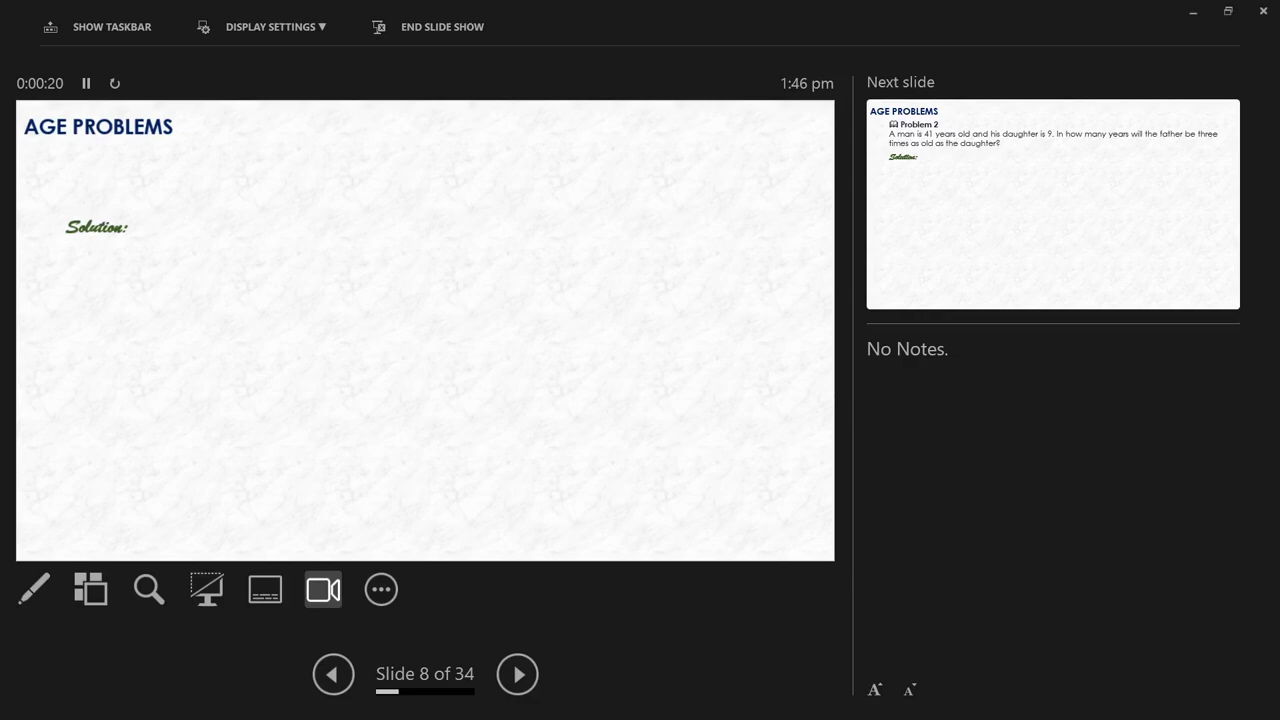 SHOW TASKBAR
DISPLAY SETTINGS ▼
END SLIDE SHOW
0:00:20
1:46 pm
AGE PROBLEMS
Solution:
Next slide
AGE PROBLEMS
Problem 2
A man is 41 years old and his daughter is 9. In how many years will the father be three
times as old as the daughter?
Solution:
No Notes.
Slide 8 of 34
A
A